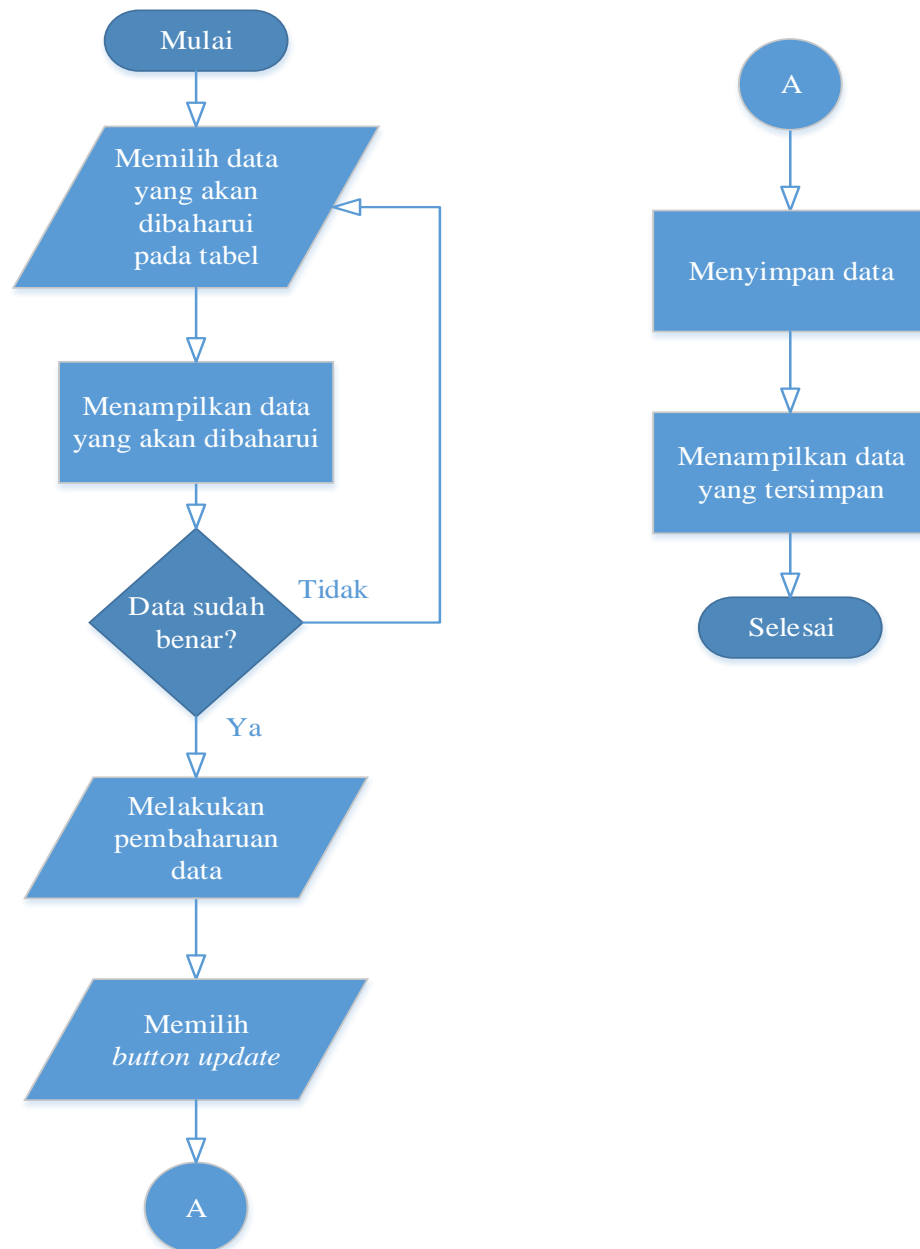 Mulai
Memilih data
yang akan
dibaharui
pada tabel
Menampilkan data
yang akan dibaharui
Data sudah
benar?
Tidak
Ya
Melakukan
pembaharuan
data
Memilih
button update
A
A
Menyimpan data
Menampilkan data
yang tersimpan
Selesai